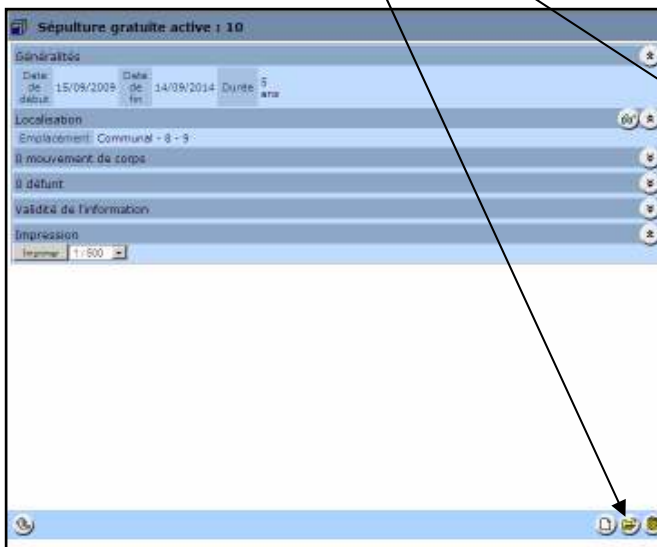 Sépulture gratuite active : 10
Généralités
Date de début 15/09/2009 Date de fin 14/09/2014 Durée 5 ans
Localisation
Emplacement Communal - 8 - 9
0 mouvement de corps
0 défunt
Validité de l'information
Impression
Imprimer 1 / 500